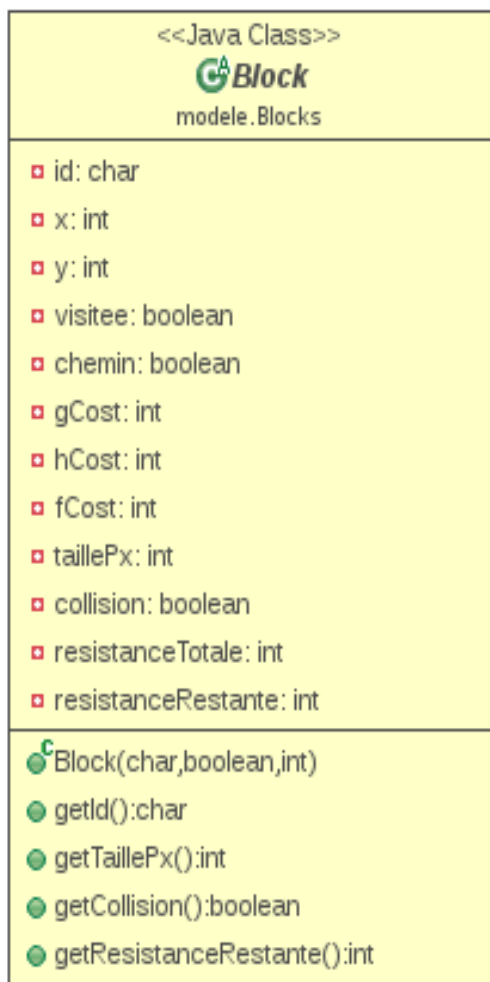 <<Java Class>>
Block
modele.Blocks
id: char
x: int
y: int
visitee: boolean
chemin: boolean
gCost: int
hCost: int
fCost: int
taillePx: int
collision: boolean
resistanceTotale: int
resistanceRestante: int
Block(char,boolean,int)
getId():char
getTaillePx():int
getCollision():boolean
getResistanceRestante():int